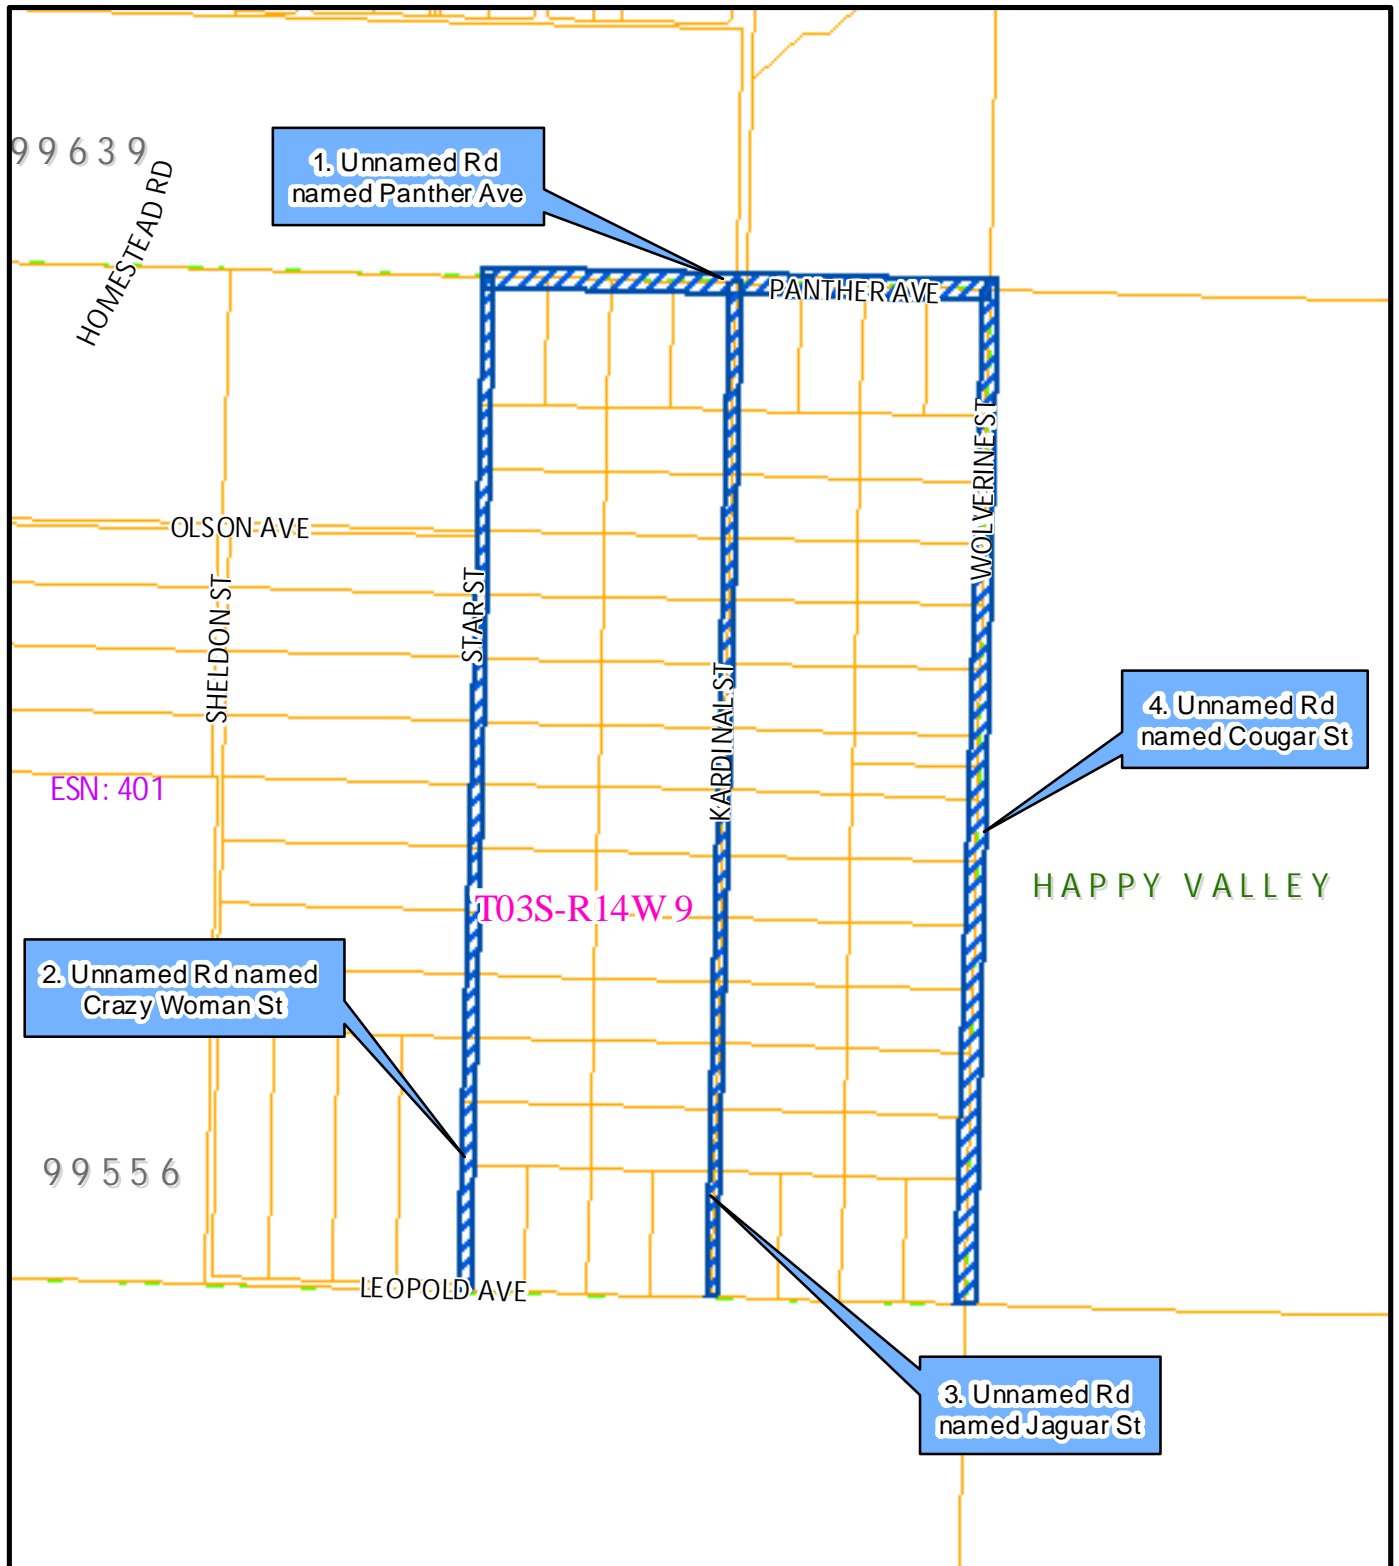 99639
HOMESTEAD RD
1. Unnamed Rd
named Panther Ave
PANTHER AVE
WOLVERINE ST
OLSON AVE
SHELDON ST
STAR ST
KARDINAL ST
4. Unnamed Rd
named Cougar St
ESN: 401
HAPPY VALLEY
T03S-R14W 9
2. Unnamed Rd named
Crazy Woman St
99556
LEOPOLD AVE
3. Unnamed Rd
named Jaguar St